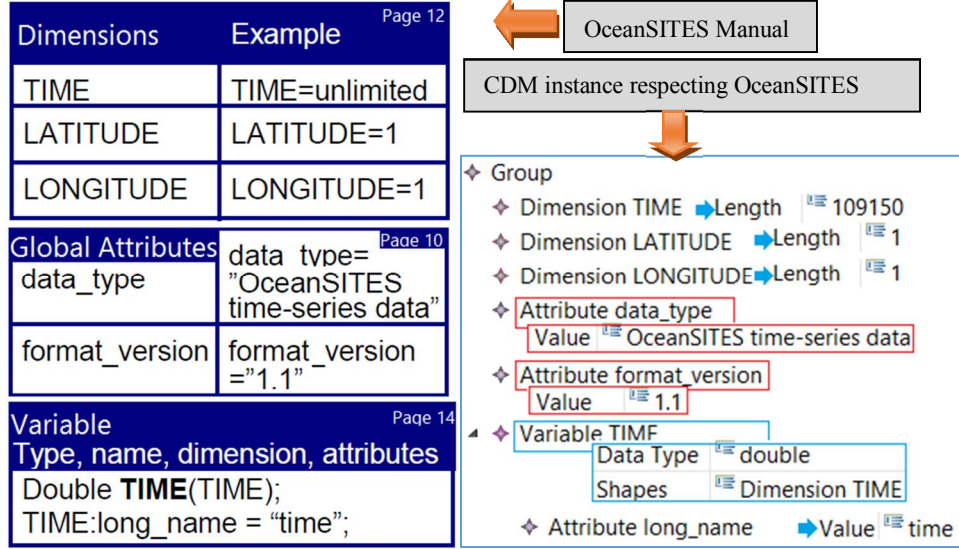 Dimensions Example Page 12
TIME TIME=unlimited
LATITUDE LATITUDE=1
LONGITUDE LONGITUDE=1
Global Attributes Page 10
data_type data_type=
"OceanSITES
time-series data"
format_version format_version
="1.1"
Variable Page 14
Type, name, dimension, attributes
Double TIME(TIME);
TIME:long_name = "time";
OceanSITES Manual
CDM instance respecting OceanSITES
Group
Dimension TIME Length 109150
Dimension LATITUDE Length 1
Dimension LONGITUDE Length 1
Attribute data_type
Value OceanSITES time-series data
Attribute format_version
Value 1.1
Variable TIME
Data Type double
Shapes Dimension TIME
Attribute long_name Value time